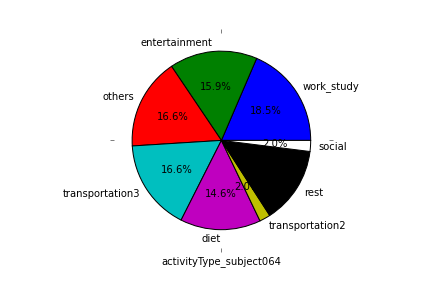 entertainment
work_study
15.9%
others
18.5%
16.6%
2.0%
social
16.6%
transportation3
14.6%
2.0
rest
transportation2
diet
activityType_subject064